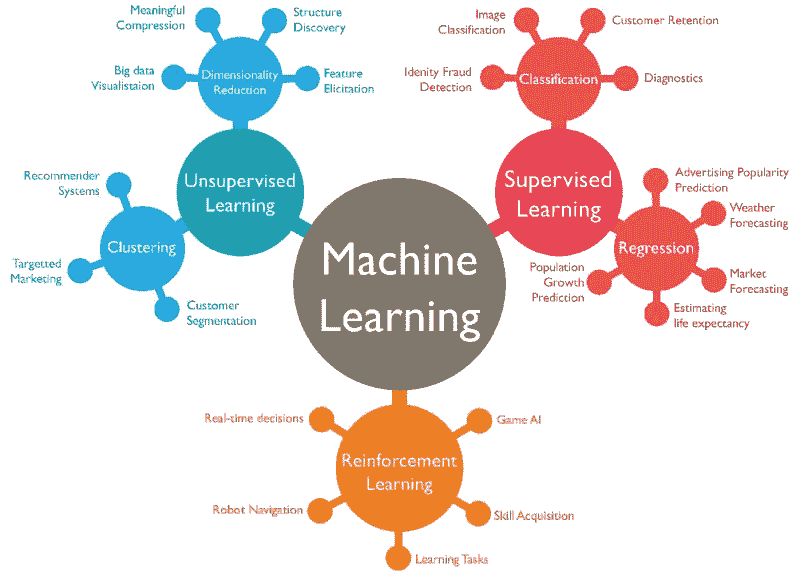 Meaningful
Compression
Structure
Discovery
Big data
Visualistaion
Dimensionality
Reduction
Feature
Elicitation
Unsupervised
Learning
Recommender
Systems
Clustering
Targetted
Marketing
Customer
Segmentation
Image
Classification
Customer Retention
Idenity Fraud
Detection
Classification
Diagnostics
Supervised
Learning
Advertising Popularity
Prediction
Weather
Forecasting
Regression
Population
Growth
Prediction
Market
Forecasting
Estimating
life expectancy
Machine
Learning
Real-time decisions
Game AI
Reinforcement
Learning
Robot Navigation
Skill Acquisition
Learning Tasks